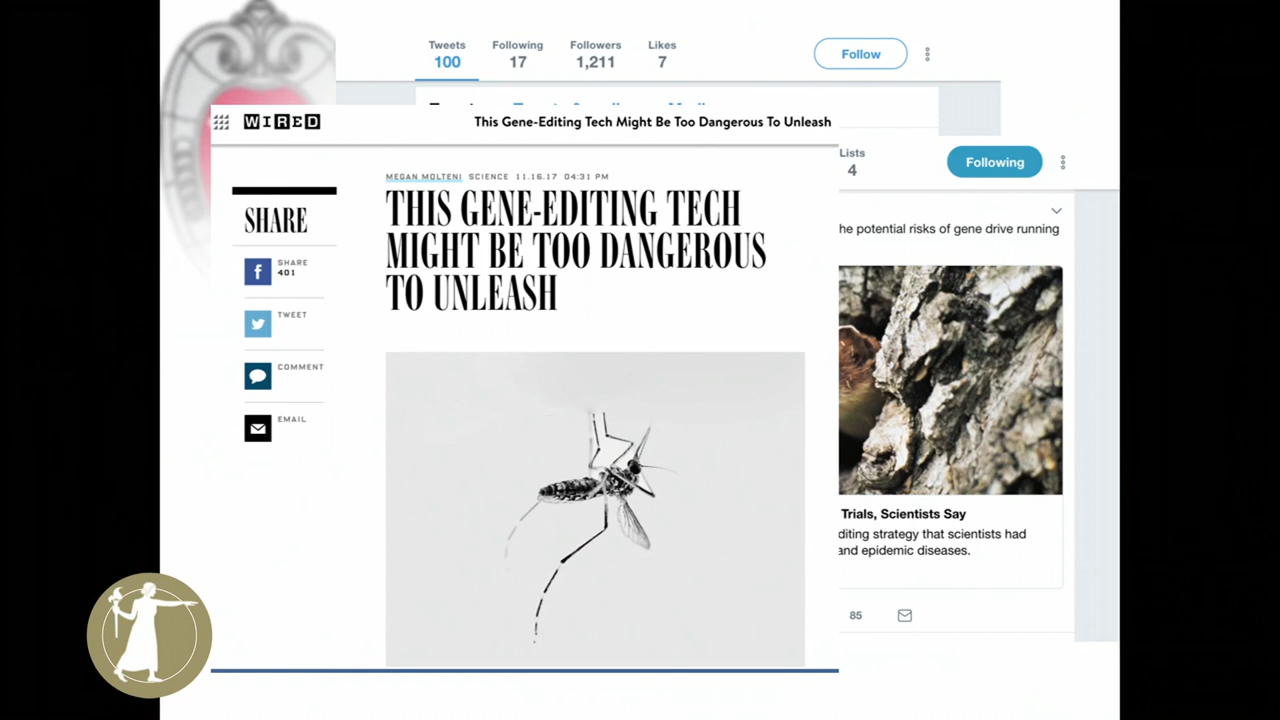 Tweets Following Followers Likes
100 17 1,211 7
Follow
WIRED
This Gene-Editing Tech Might Be Too Dangerous To Unleash
Lists
4
Following
MEGAN MOLTENI SCIENCE 11.16.17 04:31 PM
THIS GENE-EDITING TECH
MIGHT BE TOO DANGEROUS
TO UNLEASH
SHARE
SHARE
401
TWEET
COMMENT
EMAIL
he potential risks of gene drive running
Trials, Scientists Say
diting strategy that scientists had
and epidemic diseases.
85